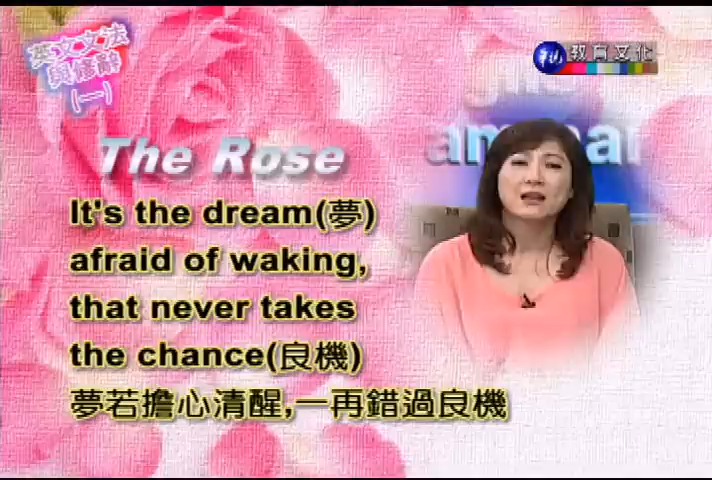 英文文法
與修辭
(一)
華視 教育文化
The Rose
It's the dream(夢)
afraid of waking,
that never takes
the chance(良機)
夢若擔心清醒,一再錯過良機